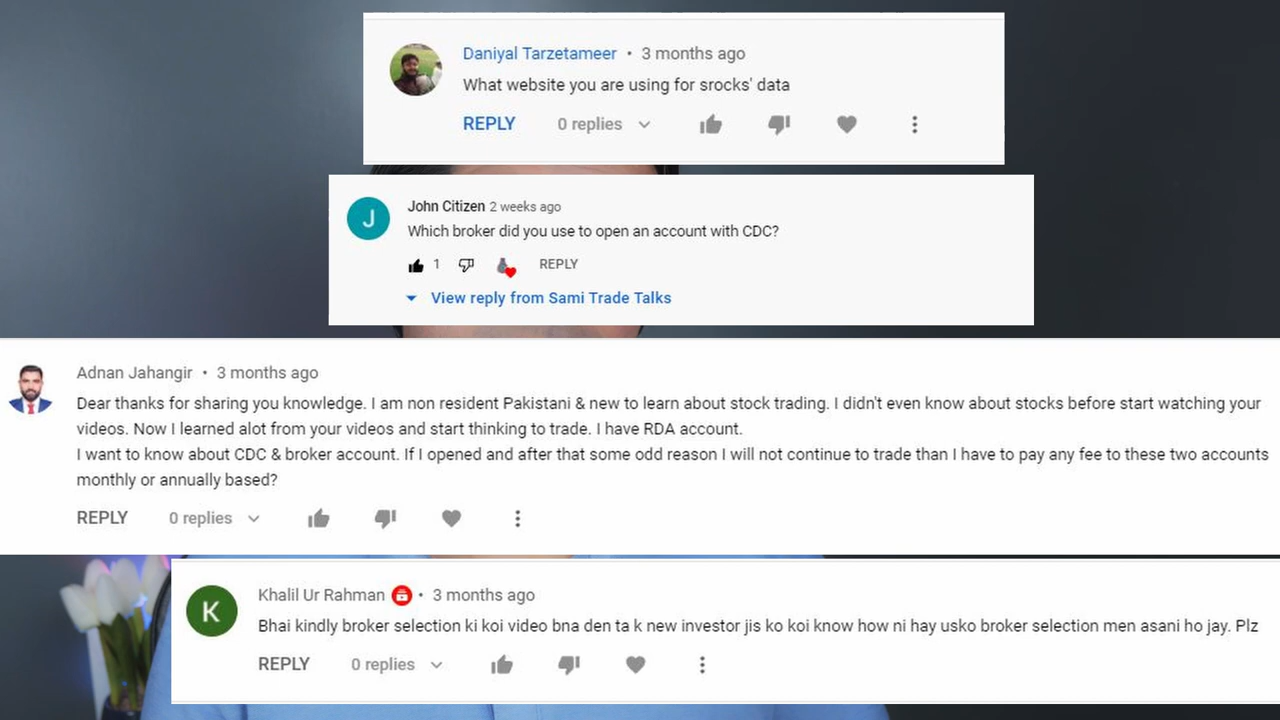 Daniyal Tarzetameer • 3 months ago
What website you are using for srocks' data
REPLY 0 replies
J
John Citizen 2 weeks ago
Which broker did you use to open an account with CDC?
1 REPLY
View reply from Sami Trade Talks
Adnan Jahangir • 3 months ago
Dear thanks for sharing you knowledge. I am non resident Pakistani & new to learn about stock trading. I didn't even know about stocks before start watching your
videos. Now I learned alot from your videos and start thinking to trade. I have RDA account.
I want to know about CDC & broker account. If I opened and after that some odd reason I will not continue to trade than I have to pay any fee to these two accounts
monthly or annually based?
REPLY 0 replies
K
Khalil Ur Rahman • 3 months ago
Bhai kindly broker selection ki koi video bna den ta k new investor jis ko koi know how ni hay usko broker selection men asani ho jay. Plz
REPLY 0 replies